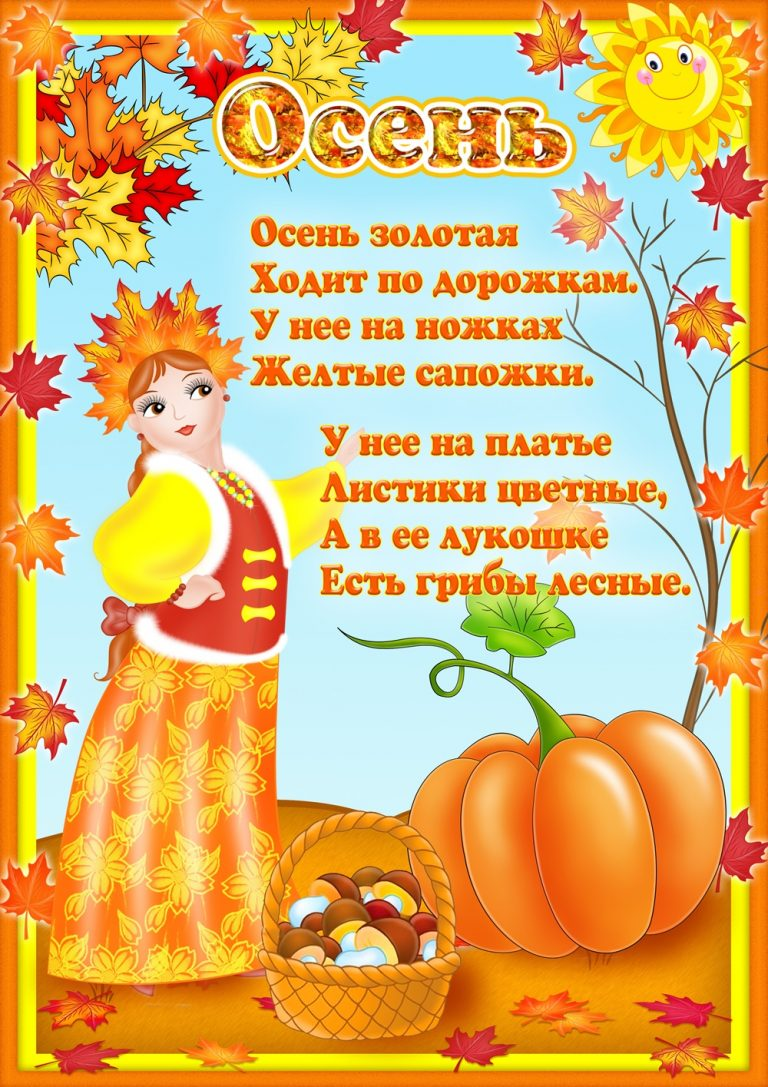 Осень
Осень золотая
Ходит по дорожкам.
У нее на ножках
Желтые сапожки.
У нее на платье
Листики цветные,
А в ее лукошке
Есть грибы лесные.